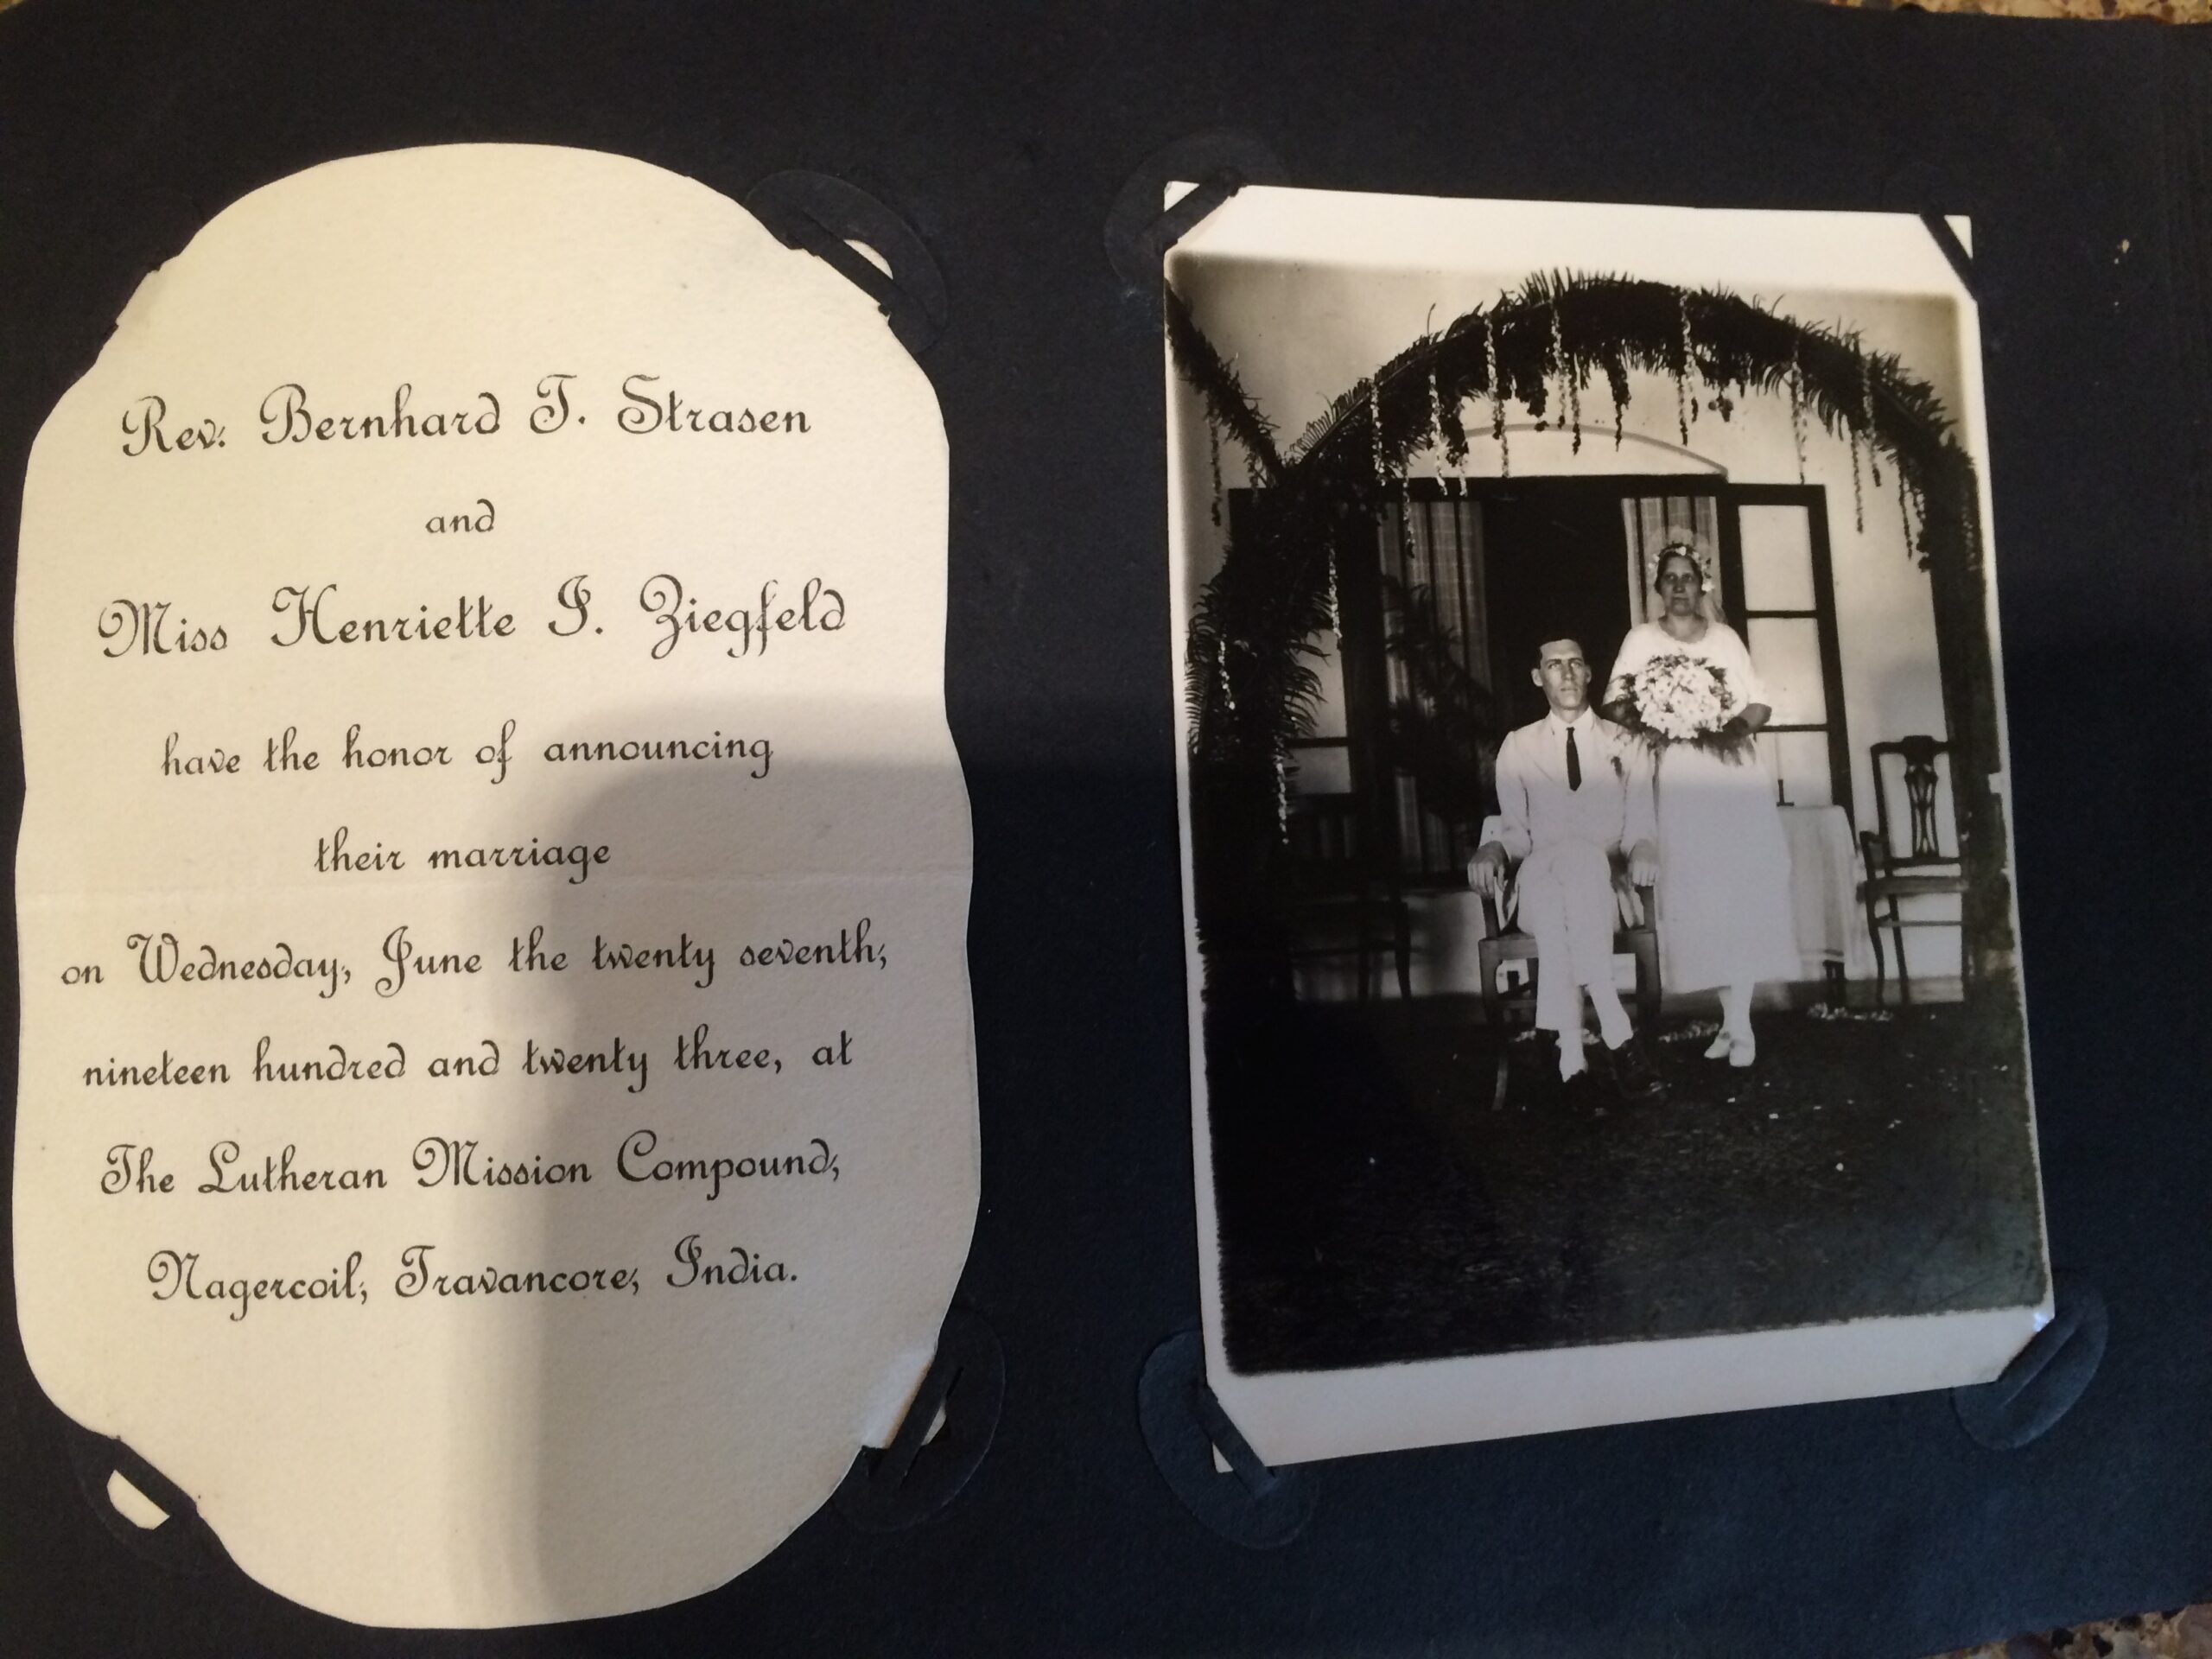 Rev. Bernhard T. Strasen
and
Miss Henriette I. Ziegfeld
have the honor of announcing
their marriage
on Wednesday, June the twenty seventh,
nineteen hundred and twenty three, at
The Lutheran Mission Compound,
Nagercoil, Travancore, India.